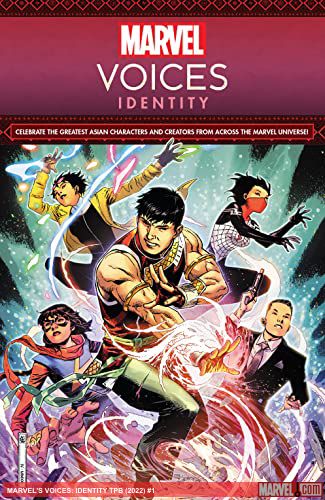 MARVEL
VOICES
IDENTITY
CELEBRATE THE GREATEST ASIAN CHARACTERS AND CREATORS FROM ACROSS THE MARVEL UNIVERSE!
MARVEL'S VOICES: IDENTITY TPB (2022) #1
MARVEL.com